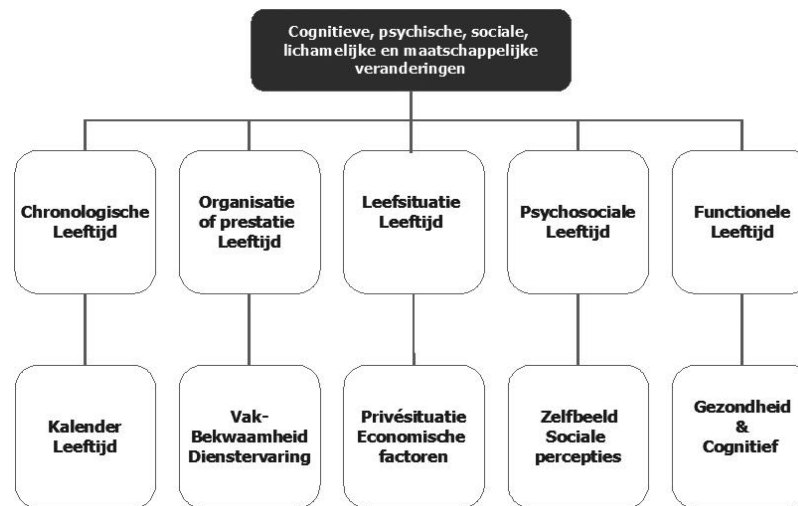 Cognitieve, psychische, sociale,
lichamelijke en maatschappelijke
veranderingen
Chronologische
Leeftijd
Organisatie
of prestatie
Leeftijd
Leefsituatie
Leeftijd
Psychosociale
Leeftijd
Functionele
Leeftijd
Kalender
Leeftijd
Vak-
Bekwaamheid
Dienstervaring
Privésituatie
Economische
factoren
Zelfbeeld
Sociale
percepties
Gezondheid
&
Cognitief